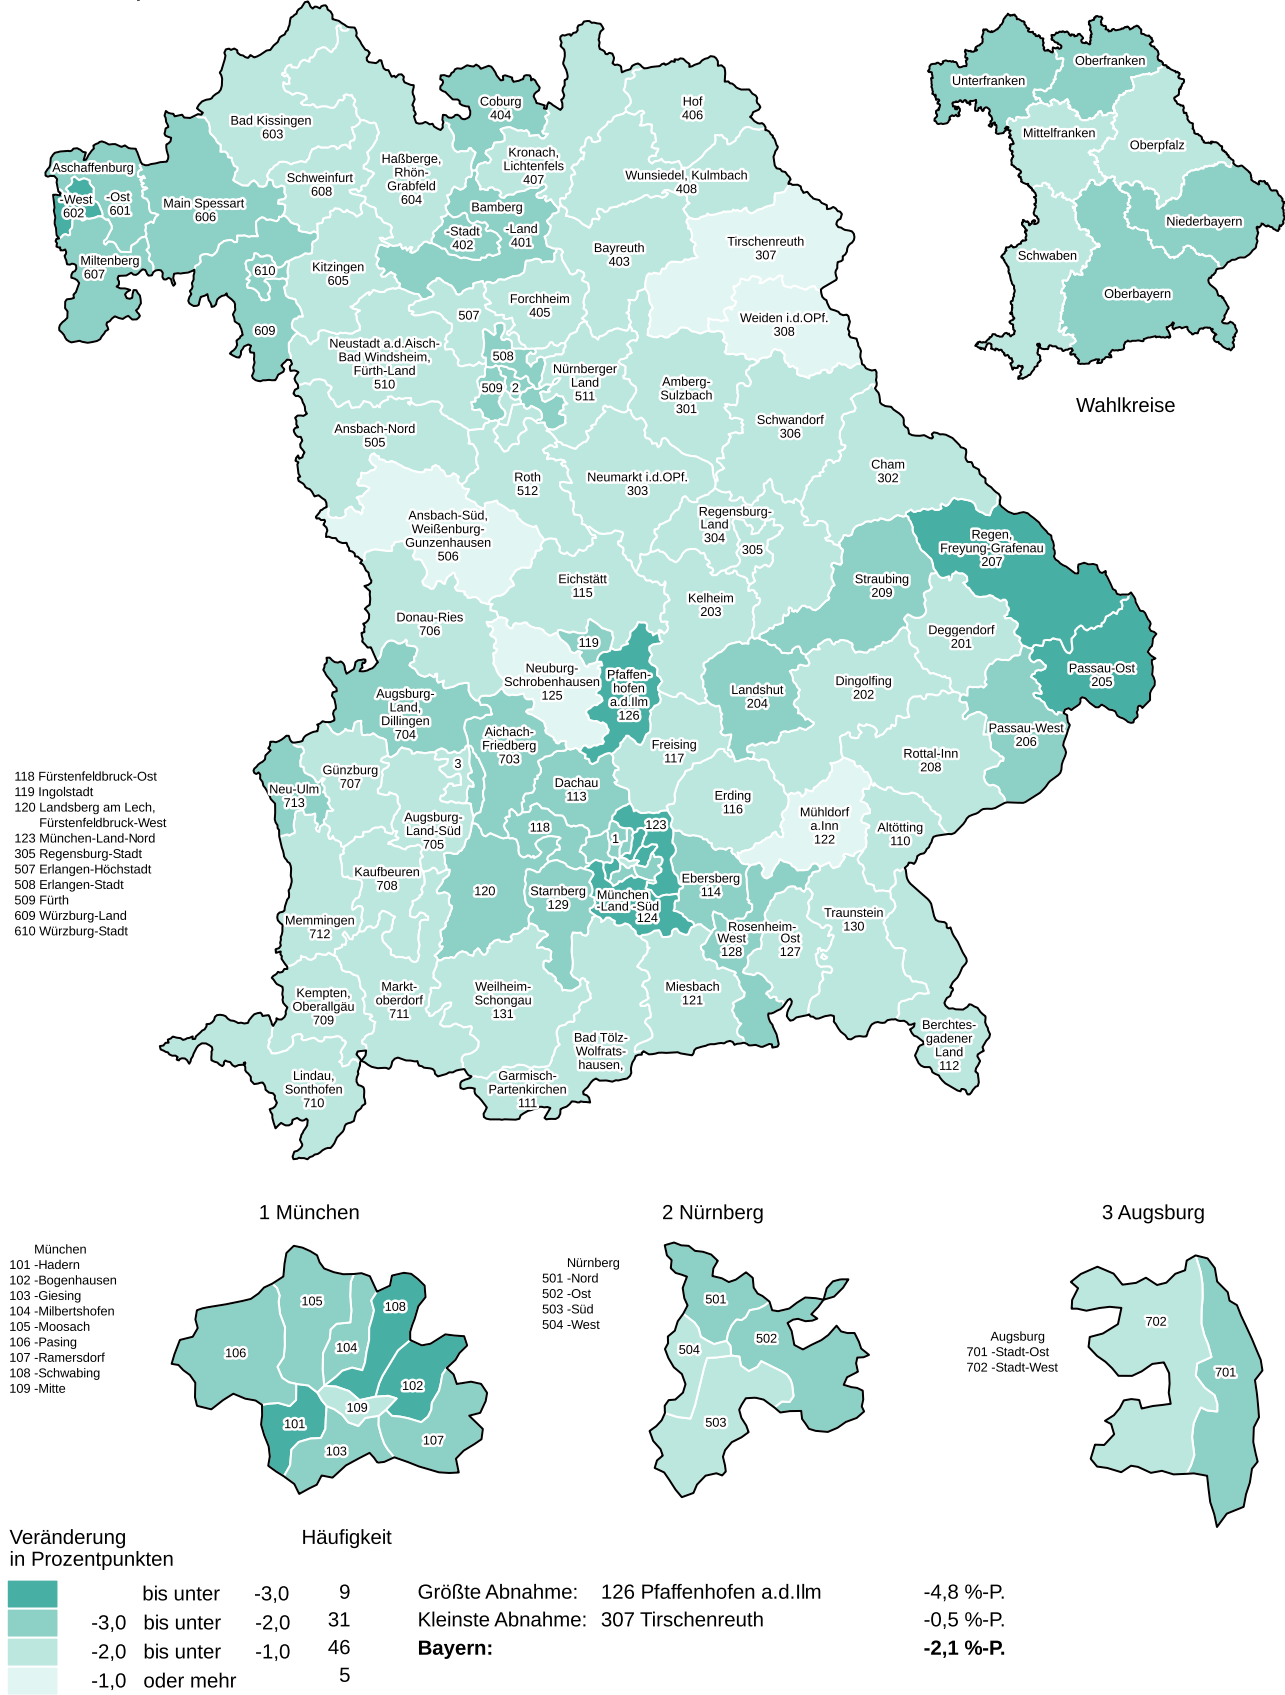 Bad Kissingen
603
Coburg
404
Hof
406
Unterfranken
Oberfranken
Mittelfranken
Oberpfalz
Niederbayern
Schwaben
Oberbayern
Wahlkreise
Aschaffenburg
-West
602
-Ost
601
Main Spessart
606
Schweinfurt
608
Haßberge,
Rhön-
Grabfeld
604
Kronach,
Lichtenfels
407
Wunsiedel, Kulmbach
408
Bamberg
-Stadt
402
-Land
401
Bayreuth
403
Tirschenreuth
307
Miltenberg
607
610
Kitzingen
605
Forchheim
405
507
Weiden i.d.OPf.
308
609
Neustadt a.d.Aisch-
Bad Windsheim,
Fürth-Land
510
508
509
2
Nürnberger
Land
511
Amberg-
Sulzbach
301
Schwandorf
306
Ansbach-Nord
505
Roth
512
Neumarkt i.d.OPf.
303
Cham
302
Ansbach-Süd,
Weißenburg-
Gunzenhausen
506
Regensburg-
Land
304
305
Regen,
Freyung-Grafenau
207
Eichstätt
115
Kelheim
203
Straubing
209
Donau-Ries
706
119
Deggendorf
201
Neuburg-
Schrobenhausen
125
Pfaffen-
hofen
a.d.Ilm
126
Landshut
204
Dingolfing
202
Passau-Ost
205
Augsburg-
Land,
Dillingen
704
Aichach-
Friedberg
703
Freising
117
Rottal-Inn
208
Passau-West
206
Günzburg
707
3
Neu-Ulm
713
Dachau
113
Erding
116
Mühldorf
a.Inn
122
Altötting
110
Augsburg-
Land-Süd
705
118
1
123
Kaufbeuren
708
120
Starnberg
129
München
-Land -Süd
124
Ebersberg
114
Memmingen
712
Rosenheim-
West
128
Ost
127
Traunstein
130
Kempten,
Oberallgäu
709
Markt-
oberdorf
711
Weilheim-
Schongau
131
Miesbach
121
Bad Tölz-
Wolfrats-
hausen,
Garmisch-
Partenkirchen
111
Berchtes-
gadener
Land
112
Lindau,
Sonthofen
710
118 Fürstenfeldbruck-Ost
119 Ingolstadt
120 Landsberg am Lech,
Fürstenfeldbruck-West
123 München-Land-Nord
305 Regensburg-Stadt
507 Erlangen-Höchstadt
508 Erlangen-Stadt
509 Fürth
609 Würzburg-Land
610 Würzburg-Stadt
1 München
München
101 -Hadern
102 -Bogenhausen
103 -Giesing
104 -Milbertshofen
105 -Moosach
106 -Pasing
107 -Ramersdorf
108 -Schwabing
109 -Mitte
105
108
106
104
102
109
101
103
107
2 Nürnberg
Nürnberg
501 -Nord
502 -Ost
503 -Süd
504 -West
501
502
504
503
3 Augsburg
Augsburg
701 -Stadt-Ost
702 -Stadt-West
702
701
Veränderung
in Prozentpunkten
Häufigkeit
bis unter -3,0 9
-3,0 bis unter -2,0 31
-2,0 bis unter -1,0 46
-1,0 oder mehr 5
Größte Abnahme: 126 Pfaffenhofen a.d.Ilm -4,8 %-P.
Kleinste Abnahme: 307 Tirschenreuth -0,5 %-P.
Bayern: -2,1 %-P.